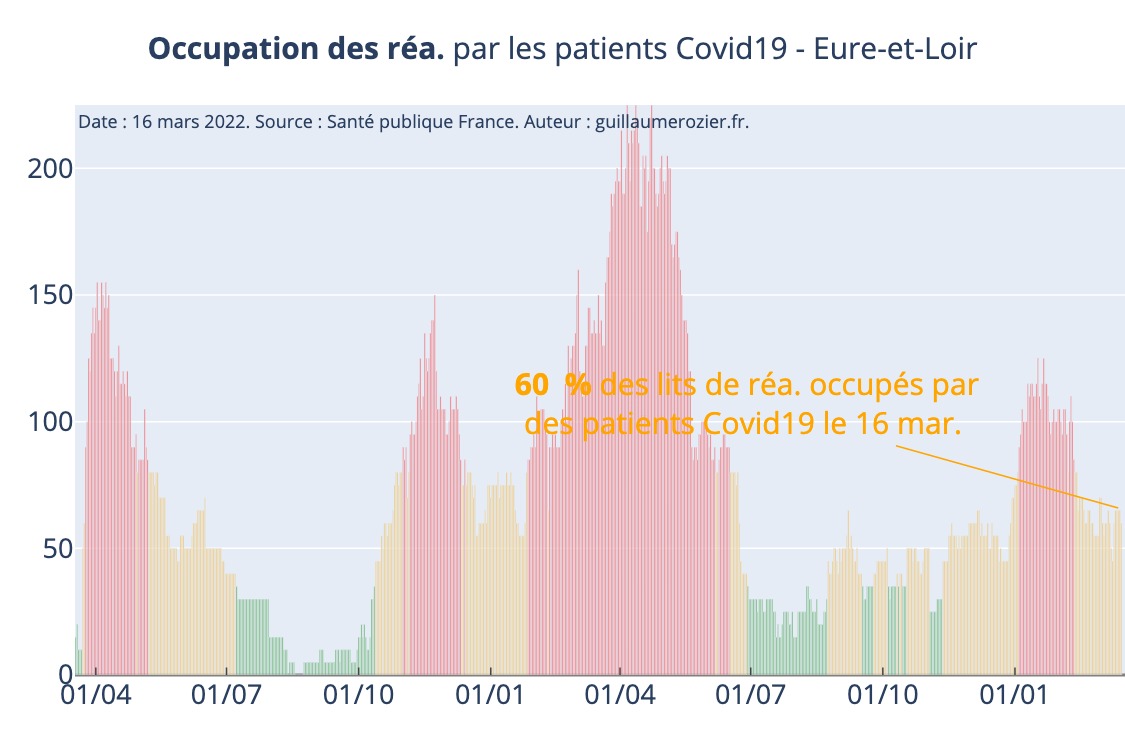 Occupation des réa. par les patients Covid19 - Eure-et-Loir
Date : 16 mars 2022. Source : Santé publique France. Auteur : guillaumerozier.fr.
200
150
60 % des lits de réa. occupés par
des patients Covid19 le 16 mar.
100
50
0
01/04 01/07 01/10 01/01 01/04 01/07 01/10 01/01